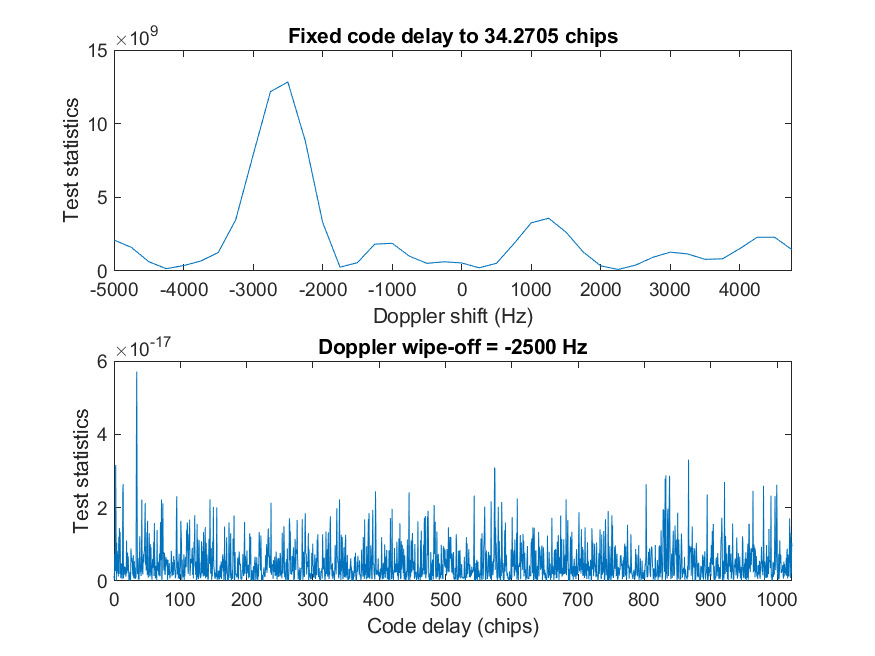 Fixed code delay to 34.2705 chips
×10⁹
15
10
5
0
Test statistics
-5000 -4000 -3000 -2000 -1000 0 1000 2000 3000 4000
Doppler shift (Hz)
Doppler wipe-off = -2500 Hz
×10⁻¹⁷
6
4
2
0
Test statistics
0 100 200 300 400 500 600 700 800 900 1000
Code delay (chips)